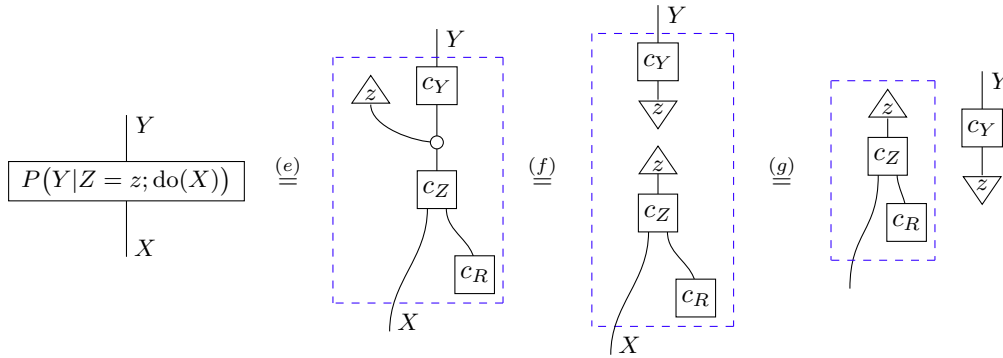 Y
P(Y|Z = z; do(X))
X
(e)
=
Y
c_Y
z
c_Z
c_R
X
(f)
=
Y
c_Y
z
z
c_Z
c_R
X
(g)
=
z
c_Z
c_R
Y
c_Y
z